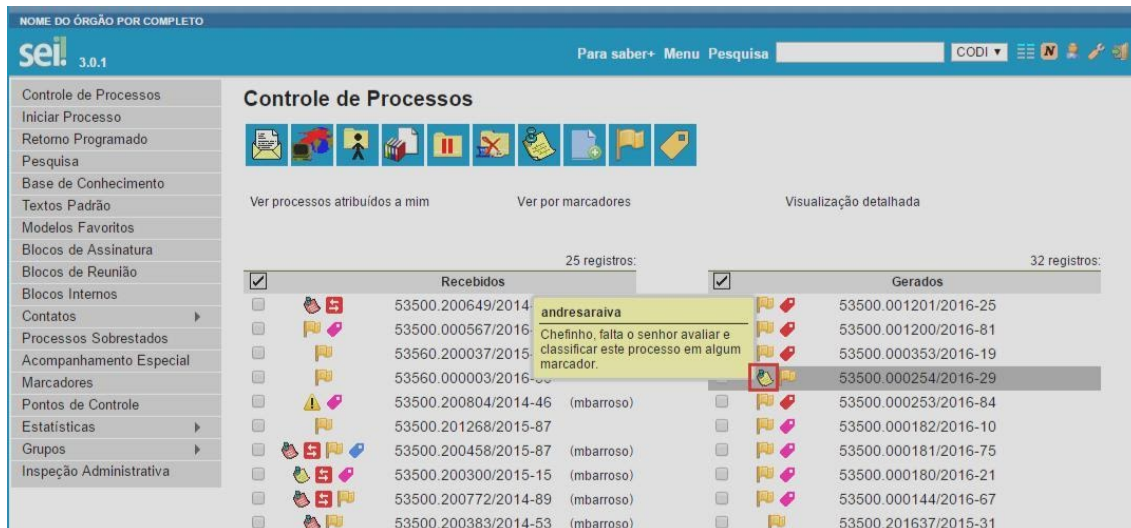 NOME DO ÓRGÃO POR COMPLETO
sei! 3.0.1
Para saber+ Menu Pesquisa CODI
N
Controle de Processos
Iniciar Processo
Retorno Programado
Pesquisa
Base de Conhecimento
Textos Padrão
Modelos Favoritos
Blocos de Assinatura
Blocos de Reunião
Blocos Internos
Contatos
Processos Sobrestados
Acompanhamento Especial
Marcadores
Pontos de Controle
Estatísticas
Grupos
Inspeção Administrativa
Controle de Processos
Ver processos atribuídos a mim
Ver por marcadores
Visualização detalhada
25 registros:
Recebidos
53500.200649/2014-
53500.000567/2016-
53560.200037/2015-
53560.000003/2016-
53500.200804/2014-46 (mbarroso)
53500.201268/2015-87
53500.200458/2015-87 (mbarroso)
53500.200300/2015-15 (mbarroso)
53500.200772/2014-89 (mbarroso)
53500.200383/2014-53 (mbarroso)
andresaraiva
Chefinho, falta o senhor avaliar e
classificar este processo em algum
marcador.
32 registros:
Gerados
53500.001201/2016-25
53500.001200/2016-81
53500.000353/2016-19
53500.000254/2016-29
53500.000253/2016-84
53500.000182/2016-10
53500.000181/2016-75
53500.000180/2016-21
53500.000144/2016-67
53500.201637/2015-31